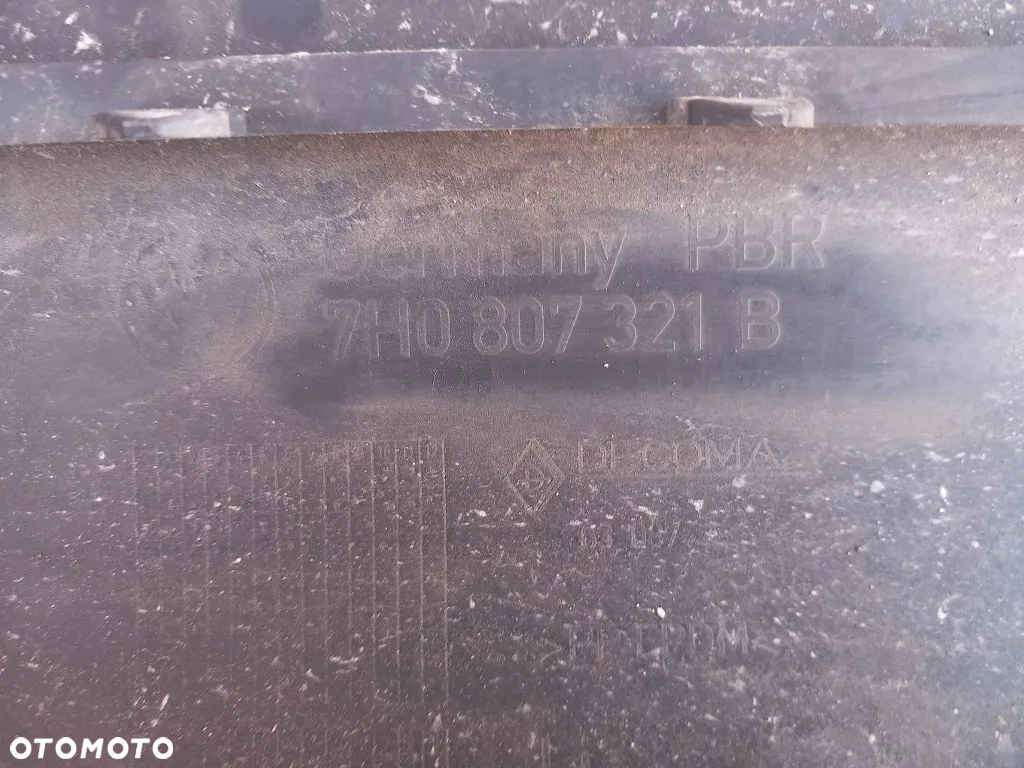 Germany PBR
7H0 807 321 B
DECOMA
OTOMOTO